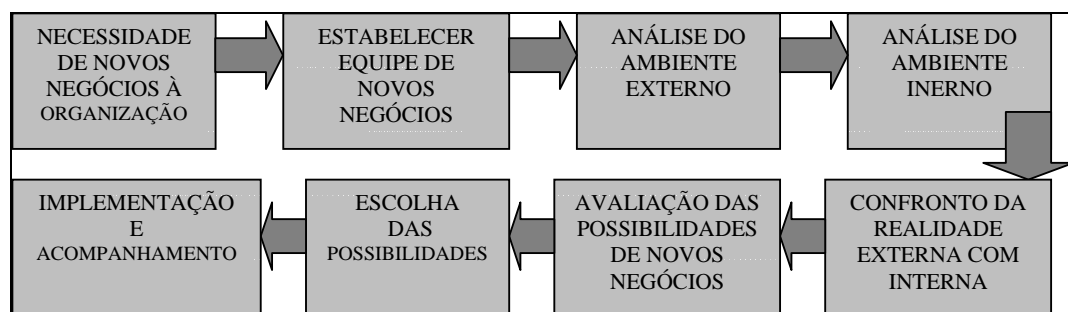 NECESSIDADE
DE NOVOS
NEGÓCIOS À
ORGANIZAÇÃO
ESTABELECER
EQUIPE DE
NOVOS
NEGÓCIOS
ANÁLISE DO
AMBIENTE
EXTERNO
ANÁLISE DO
AMBIENTE
INERNO
CONFRONTO DA
REALIDADE
EXTERNA COM
INTERNA
AVALIAÇÃO DAS
POSSIBILIDADES
DE NOVOS
NEGÓCIOS
ESCOLHA
DAS
POSSIBILIDADES
IMPLEMENTAÇÃO
E
ACOMPANHAMENTO